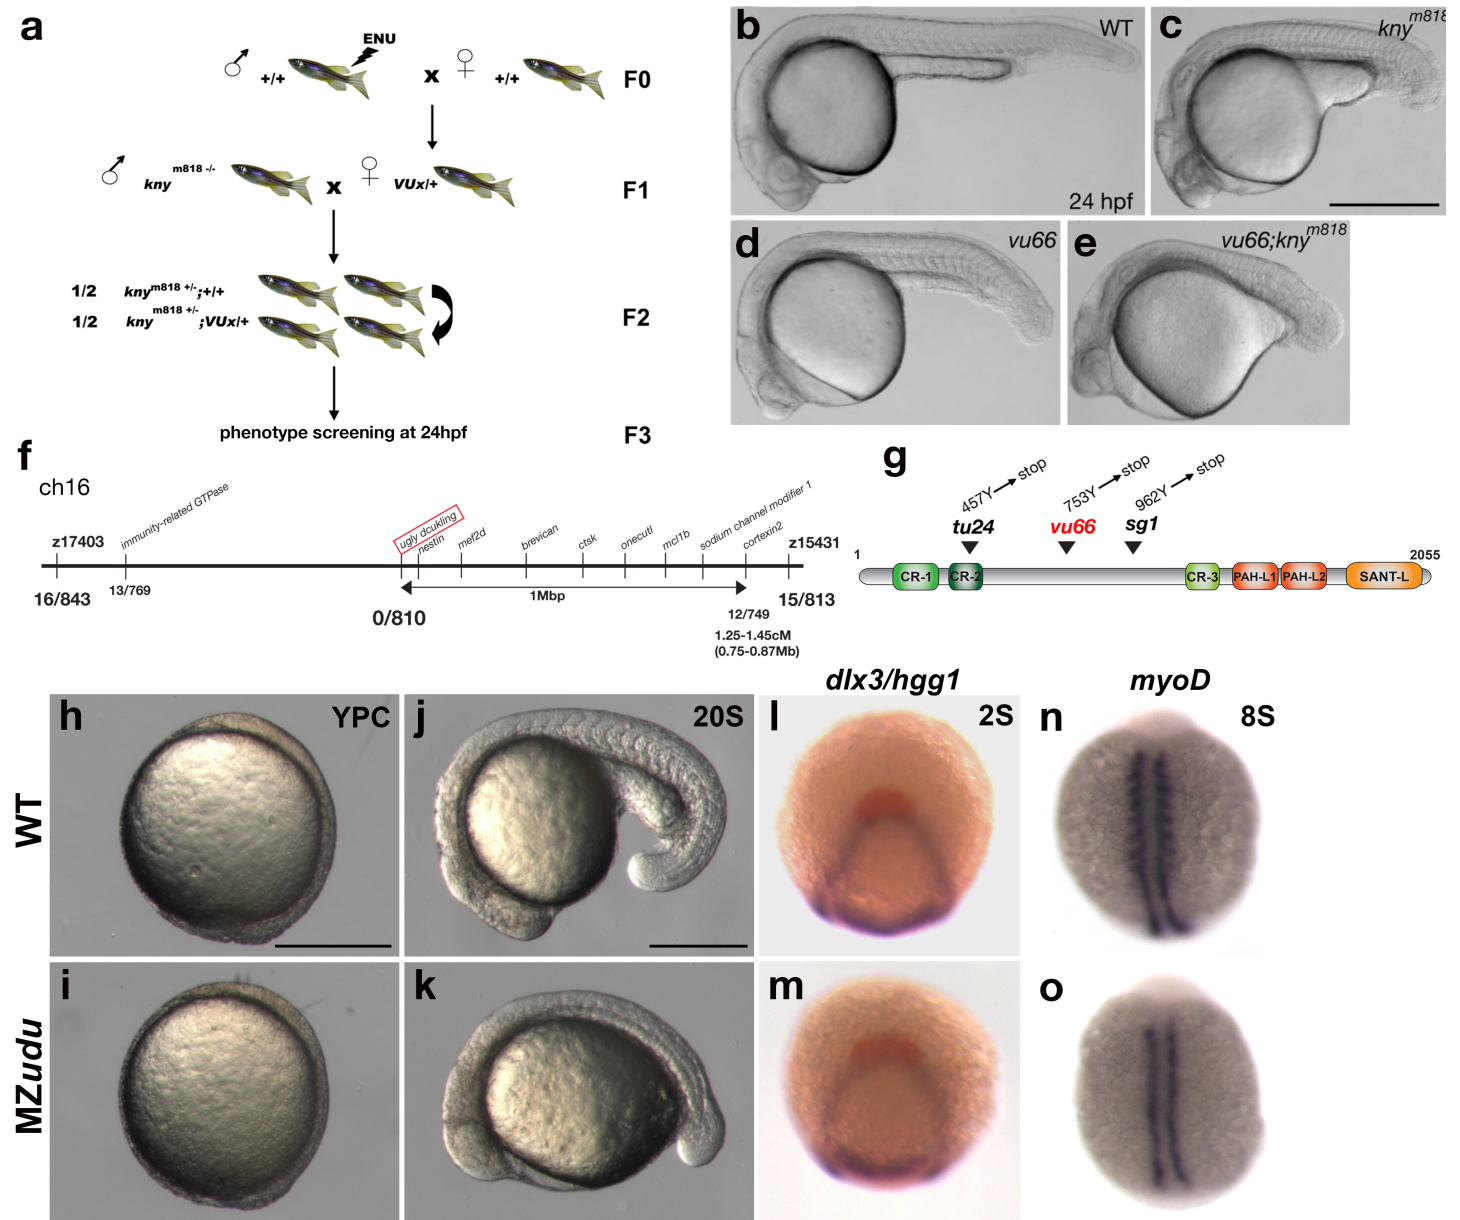 a
ENU
+/+ x +/+ F0
kny m818 -/- x VUx/+ F1
1/2 kny m818 +/- ;+/+
1/2 kny m818 +/- ;VUx/+
F2
phenotype screening at 24hpf
F3
b WT
24 hpf
c kny m818
d vu66
e vu66;kny m818
f
ch16
z17403
immunity-related GTPase
ugly dcukling
nestin
mef2d
brevican
ctsk
onecutl
mcl1b
sodium channel modifier 1
cortexin2
z15431
16/843
13/769
0/810
1Mbp
12/749
15/813
1.25-1.45cM
(0.75-0.87Mb)
g
457Y stop
753Y stop
962Y stop
tu24
vu66
sg1
1
2055
CR-1
CR-2
CR-3
PAH-L1
PAH-L2
SANT-L
dlx3/hgg1
myoD
WT
h YPC
j 20S
l 2S
n 8S
MZudu
i
k
m
o